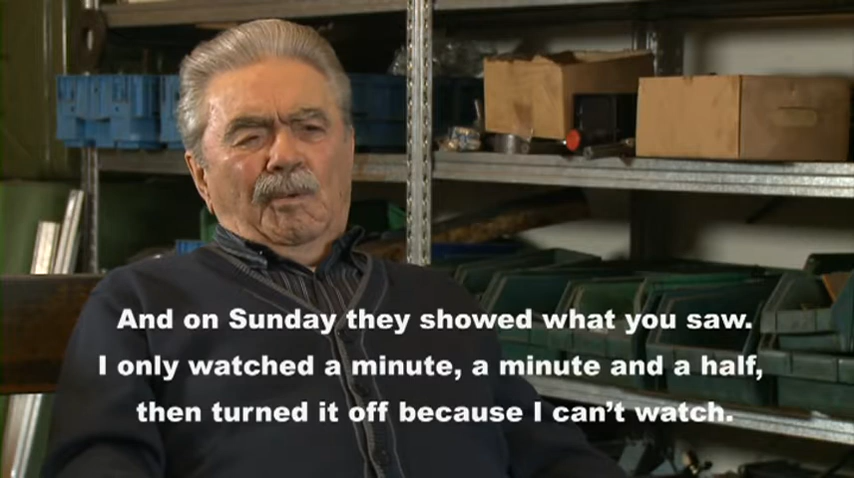 And on Sunday they showed what you saw.
I only watched a minute, a minute and a half,
then turned it off because I can't watch.